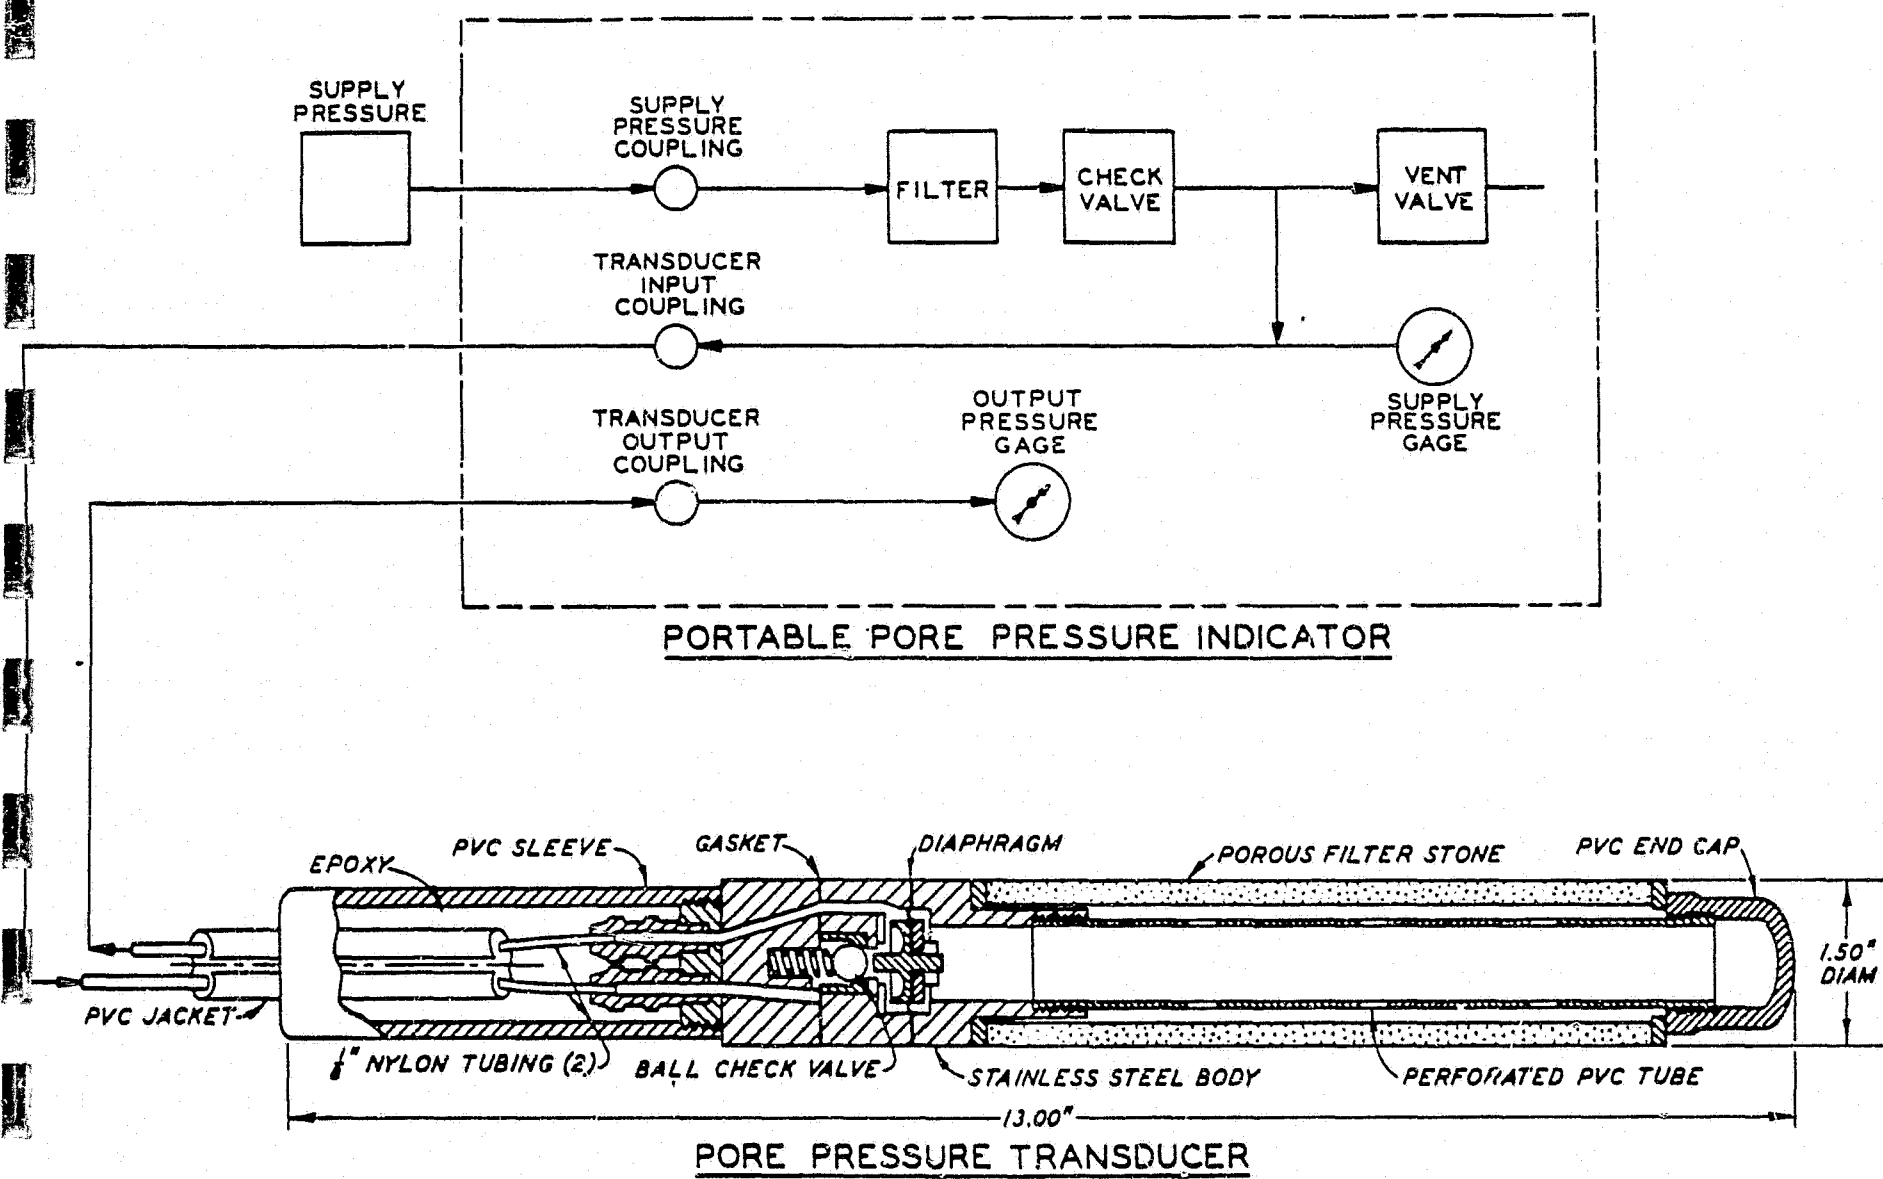 SUPPLY
PRESSURE
SUPPLY
PRESSURE
COUPLING
FILTER
CHECK
VALVE
VENT
VALVE
TRANSDUCER
INPUT
COUPLING
SUPPLY
PRESSURE
GAGE
TRANSDUCER
OUTPUT
COUPLING
OUTPUT
PRESSURE
GAGE
PORTABLE PORE PRESSURE INDICATOR
EPOXY
PVC SLEEVE
GASKET
DIAPHRAGM
POROUS FILTER STONE
PVC END CAP
1.50"
DIAM
PVC JACKET
1/8" NYLON TUBING (2)
BALL CHECK VALVE
STAINLESS STEEL BODY
PERFORATED PVC TUBE
13.00"
PORE PRESSURE TRANSDUCER